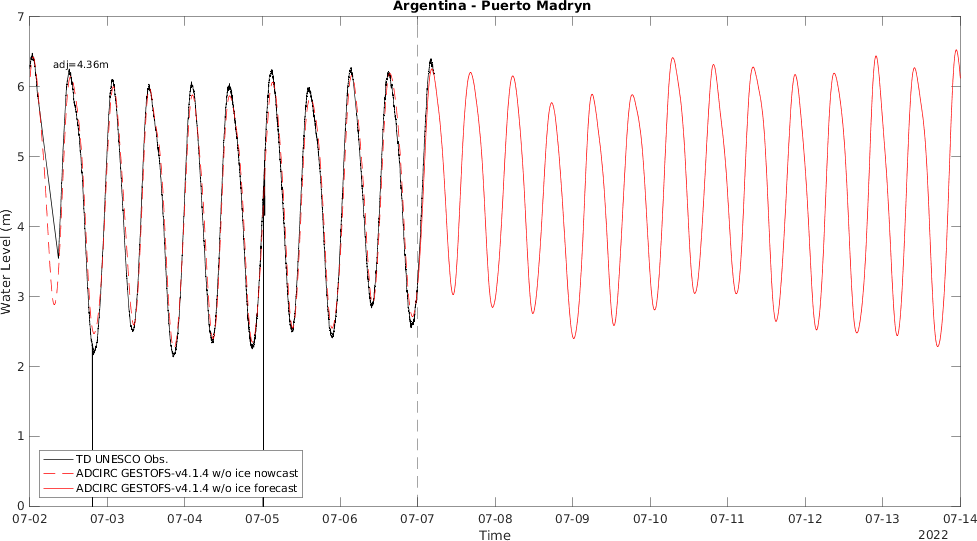 Argentina - Puerto Madryn
adj=4.36m
7
6
5
4
3
2
1
0
Water Level (m)
TD UNESCO Obs.
ADCIRC GESTOFS-v4.1.4 w/o ice nowcast
ADCIRC GESTOFS-v4.1.4 w/o ice forecast
07-02 07-03 07-04 07-05 07-06 07-07 07-08 07-09 07-10 07-11 07-12 07-13 07-14
Time
2022